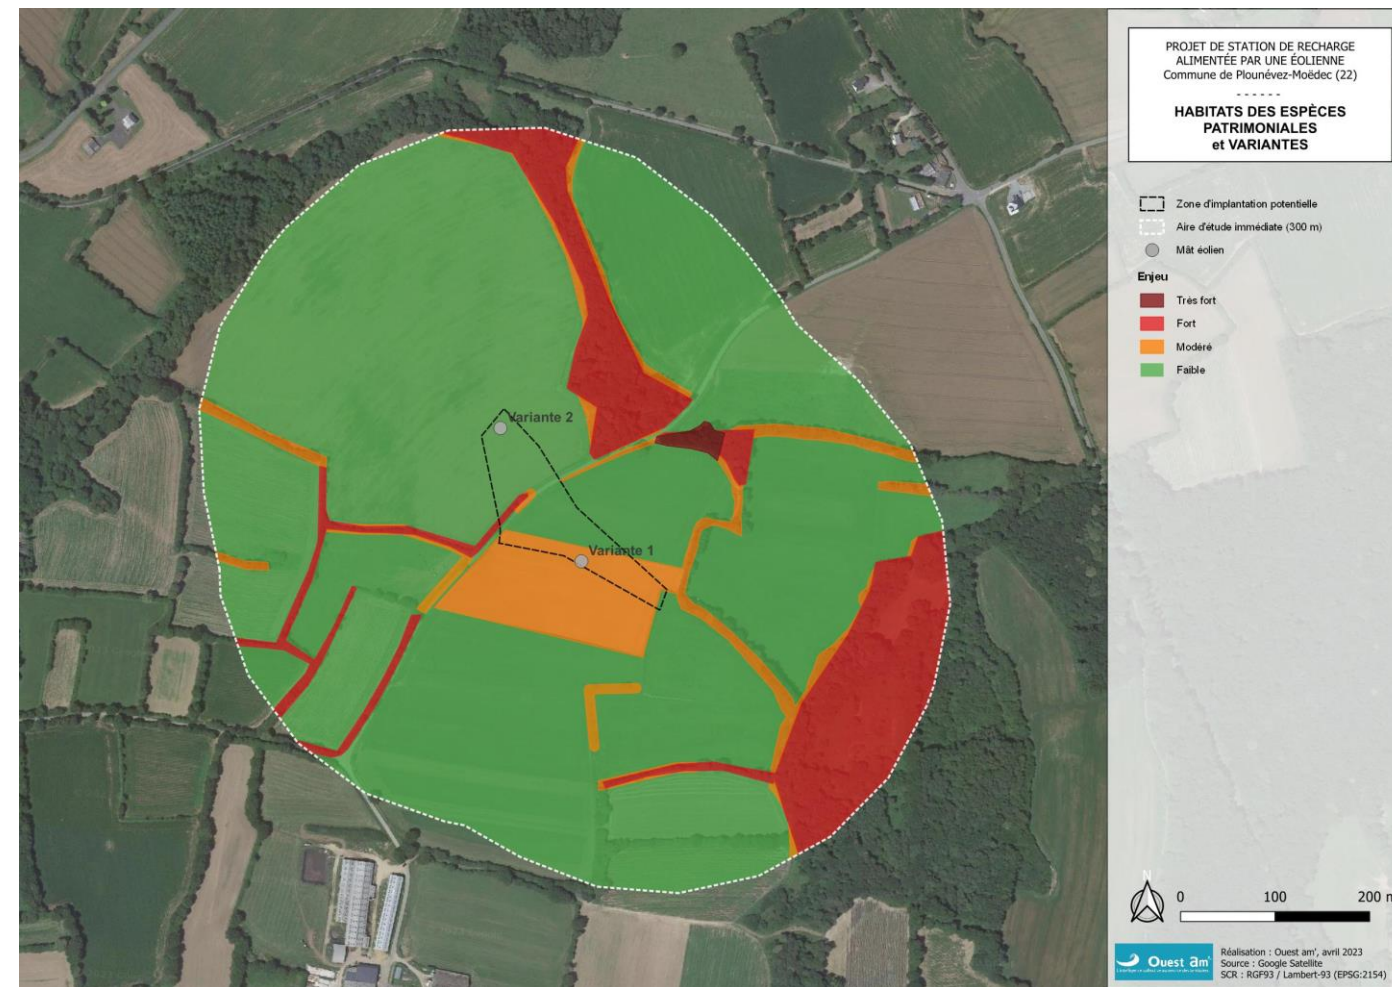 PROJET DE STATION DE RECHARGE
ALIMENTÉE PAR UNE ÉOLIENNE
Commune de Plounévez-Moëdec (22)
- - - - - -
HABITATS DES ESPÈCES
PATRIMONIALES
et VARIANTES
Zone d'implantation potentielle
Aire d'étude immédiate (300 m)
Mât éolien
Enjeu
Très fort
Fort
Modéré
Faible
Variante 2
Variante 1
N
0 100 200 m
Ouest am'
Réalisation : Ouest am', avril 2023
Source : Google Satellite
SCR : RGF93 / Lambert-93 (EPSG:2154)